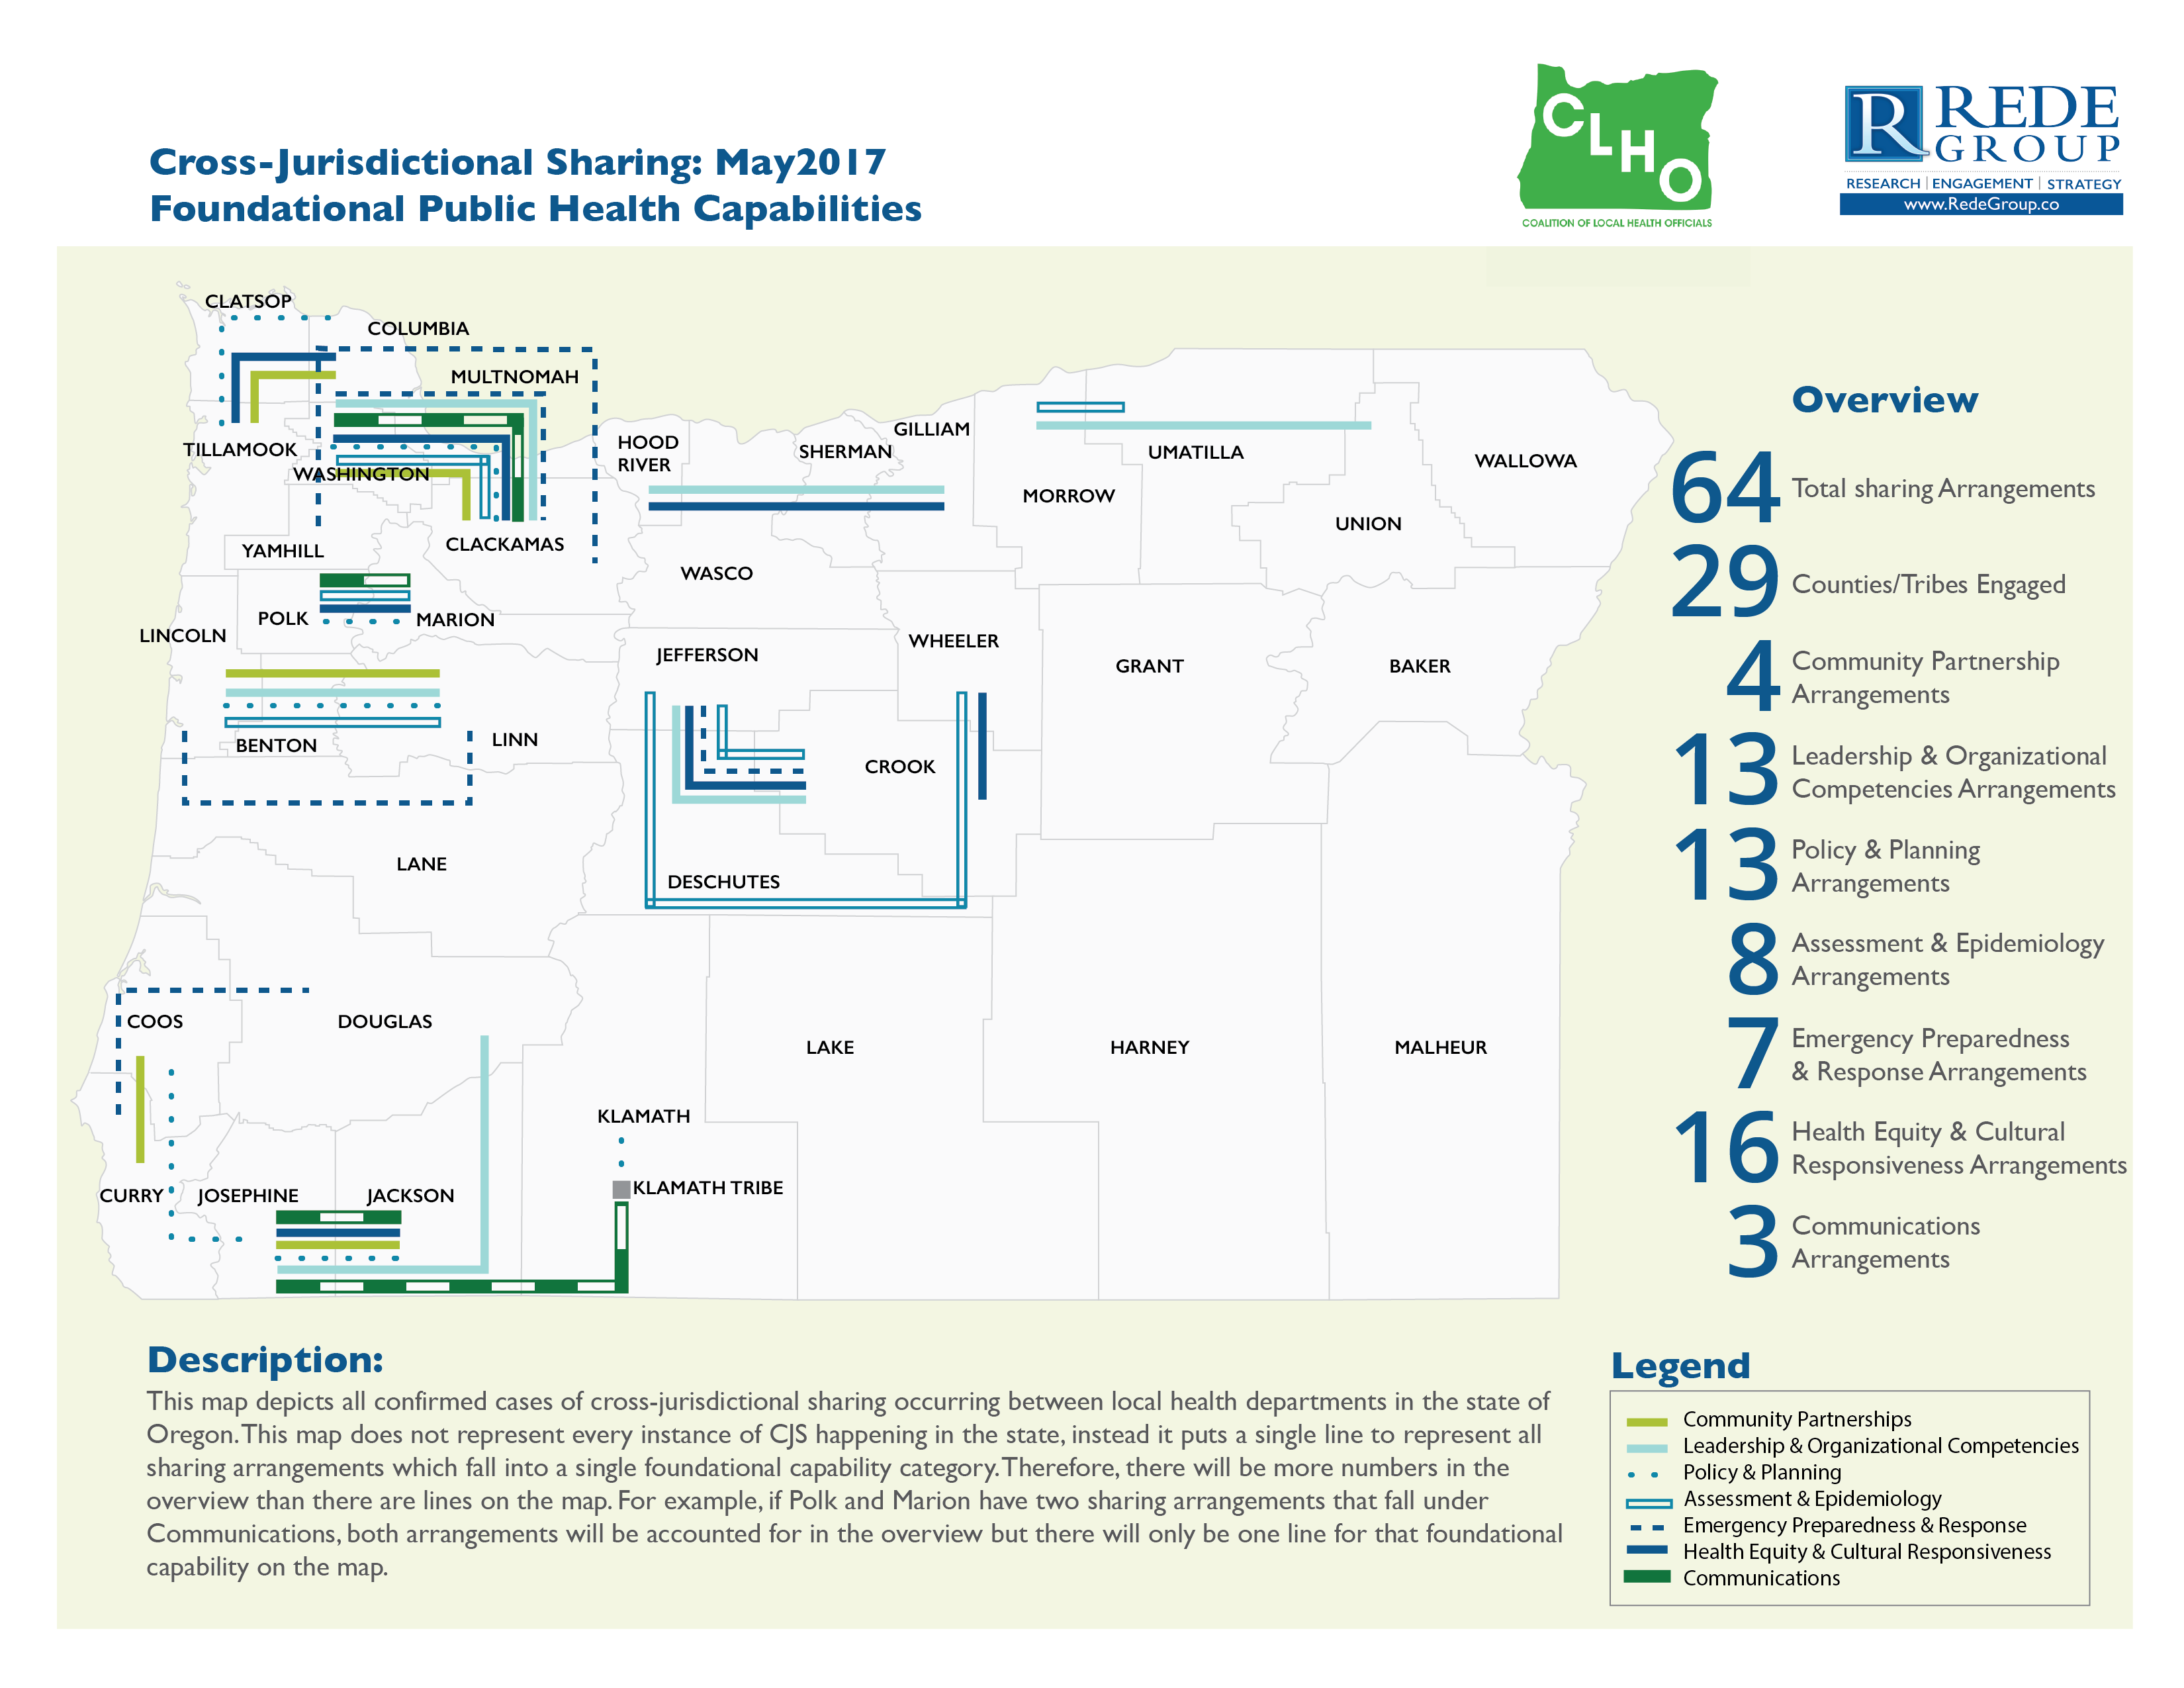 Cross-Jurisdictional Sharing: May2017
Foundational Public Health Capabilities
CLHO
COALITION OF LOCAL HEALTH OFFICIALS
R REDE
GROUP
RESEARCH | ENGAGEMENT | STRATEGY
www.RedeGroup.co
CLATSOP
COLUMBIA
MULTNOMAH
TILLAMOOK
WASHINGTON
HOOD
RIVER
SHERMAN
GILLIAM
UMATILLA
WALLOWA
MORROW
UNION
YAMHILL
CLACKAMAS
WASCO
POLK
MARION
LINCOLN
JEFFERSON
WHEELER
GRANT
BAKER
BENTON
LINN
CROOK
LANE
DESCHUTES
COOS
DOUGLAS
LAKE
HARNEY
MALHEUR
KLAMATH
KLAMATH TRIBE
CURRY
JOSEPHINE
JACKSON
Overview
64 Total sharing Arrangements
29 Counties/Tribes Engaged
4 Community Partnership
Arrangements
13 Leadership & Organizational
Competencies Arrangements
13 Policy & Planning
Arrangements
8 Assessment & Epidemiology
Arrangements
7 Emergency Preparedness
& Response Arrangements
16 Health Equity & Cultural
Responsiveness Arrangements
3 Communications
Arrangements
Description:
This map depicts all confirmed cases of cross-jurisdictional sharing occurring between local health departments in the state of
Oregon. This map does not represent every instance of CJS happening in the state, instead it puts a single line to represent all
sharing arrangements which fall into a single foundational capability category. Therefore, there will be more numbers in the
overview than there are lines on the map. For example, if Polk and Marion have two sharing arrangements that fall under
Communications, both arrangements will be accounted for in the overview but there will only be one line for that foundational
capability on the map.
Legend
Community Partnerships
Leadership & Organizational Competencies
Policy & Planning
Assessment & Epidemiology
Emergency Preparedness & Response
Health Equity & Cultural Responsiveness
Communications